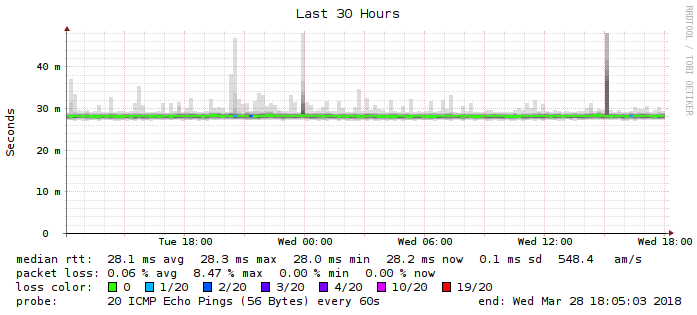 Last 30 Hours
RRDTOOL / TOBI OETIKER
Seconds
40 m
30 m
20 m
10 m
0
Tue 18:00 Wed 00:00 Wed 06:00 Wed 12:00 Wed 18:00
median rtt: 28.1 ms avg 28.3 ms max 28.0 ms min 28.2 ms now 0.1 ms sd 548.4 am/s
packet loss: 0.06 % avg 8.47 % max 0.00 % min 0.00 % now
loss color: 0 1/20 2/20 3/20 4/20 10/20 19/20
probe: 20 ICMP Echo Pings (56 Bytes) every 60s end: Wed Mar 28 18:05:03 2018